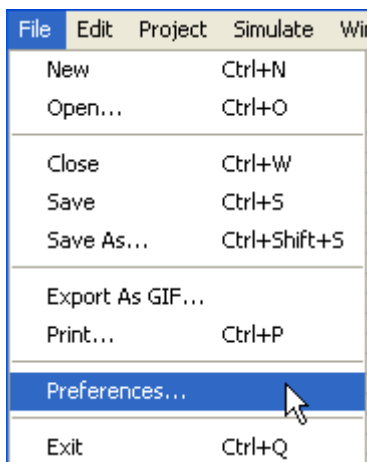 File Edit Project Simulate
New Ctrl+N
Open... Ctrl+O
Close Ctrl+W
Save Ctrl+S
Save As... Ctrl+Shift+S
Export As GIF...
Print... Ctrl+P
Preferences...
Exit Ctrl+Q